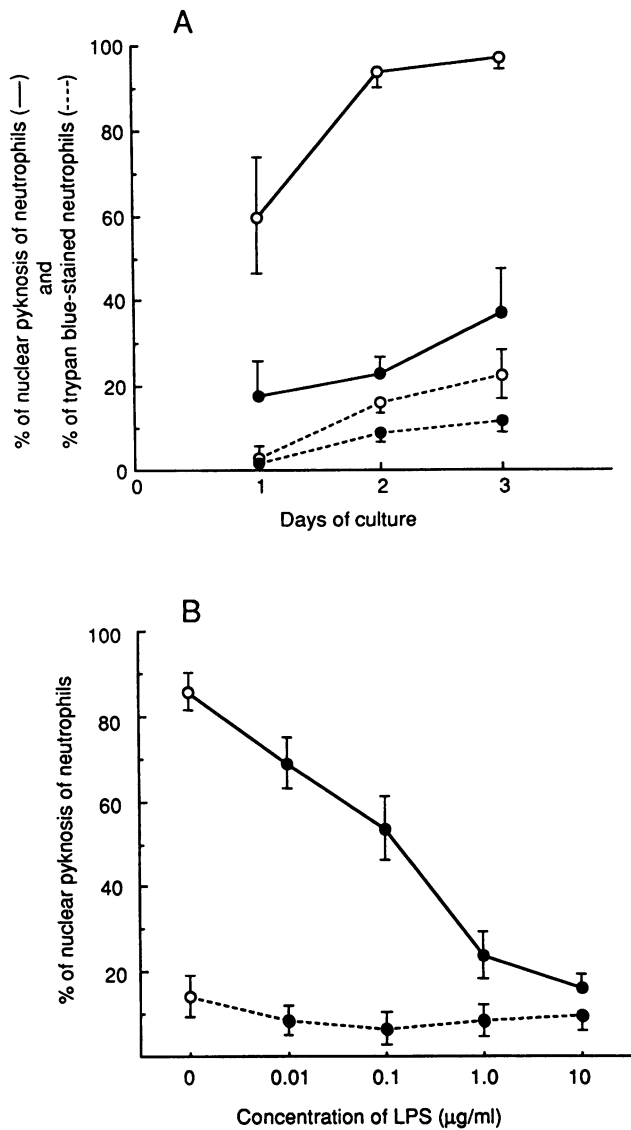 A
% of nuclear pyknosis of neutrophils (—)
and
% of trypan blue-stained neutrophils (----)
100
80
60
40
20
0
0 1 2 3
Days of culture
B
% of nuclear pyknosis of neutrophils
100
80
60
40
20
0 0.01 0.1 1.0 10
Concentration of LPS (μg/ml)